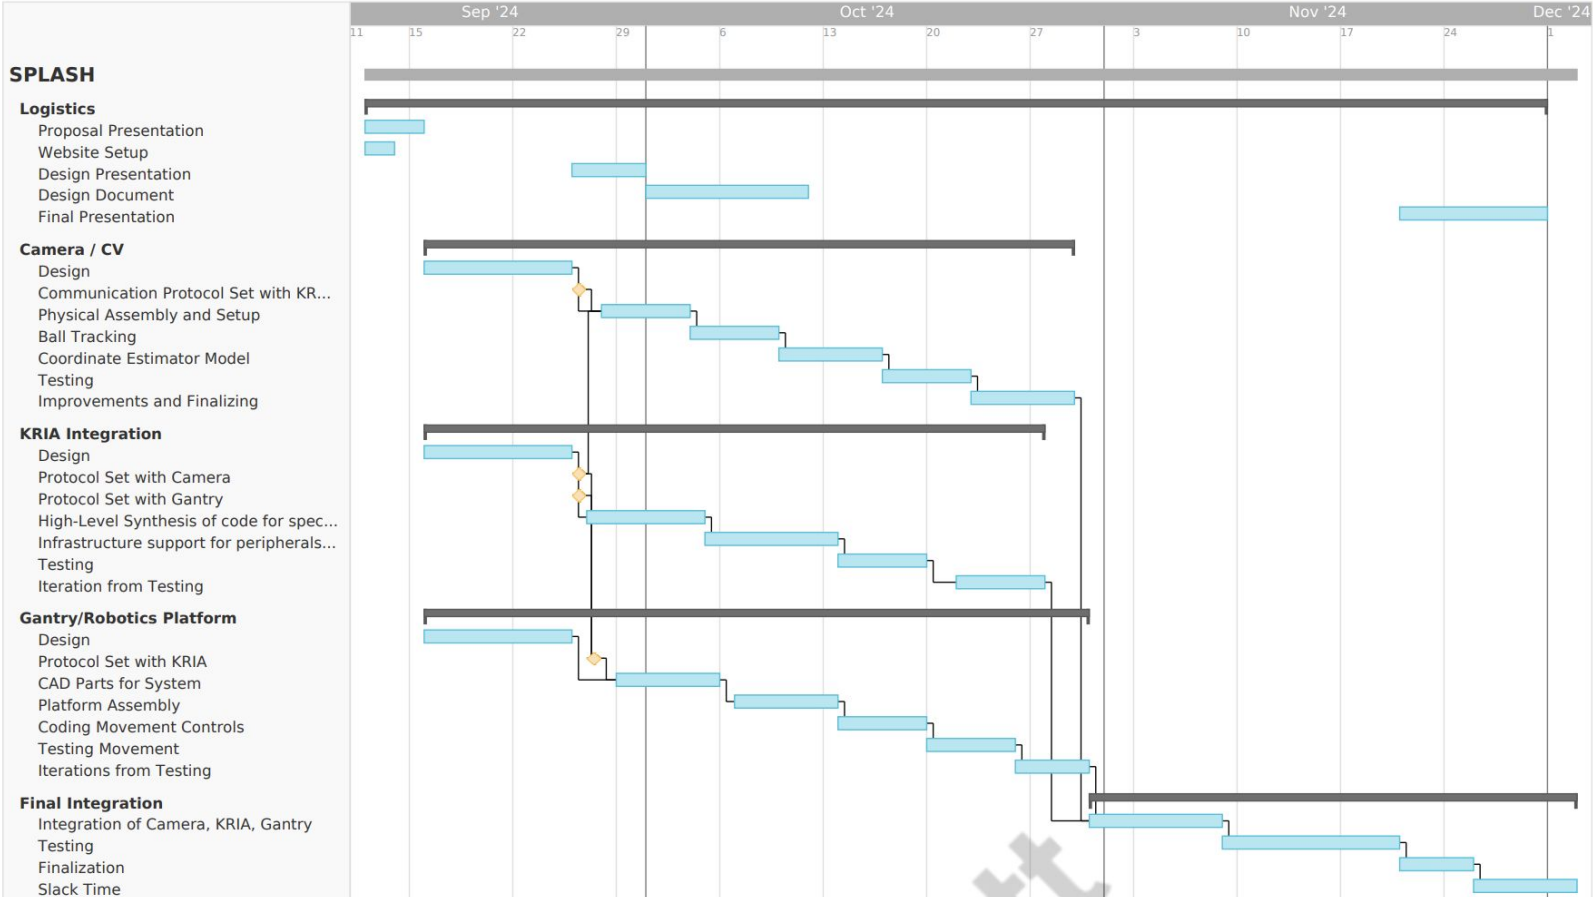 Sep '24 Oct '24 Nov '24 Dec '24
11 15 22 29 6 13 20 27 3 10 17 24 1
SPLASH
Logistics
Proposal Presentation
Website Setup
Design Presentation
Design Document
Final Presentation
Camera / CV
Design
Communication Protocol Set with KR...
Physical Assembly and Setup
Ball Tracking
Coordinate Estimator Model
Testing
Improvements and Finalizing
KRIA Integration
Design
Protocol Set with Camera
Protocol Set with Gantry
High-Level Synthesis of code for spec...
Infrastructure support for peripherals...
Testing
Iteration from Testing
Gantry/Robotics Platform
Design
Protocol Set with KRIA
CAD Parts for System
Platform Assembly
Coding Movement Controls
Testing Movement
Iterations from Testing
Final Integration
Integration of Camera, KRIA, Gantry
Testing
Finalization
Slack Time